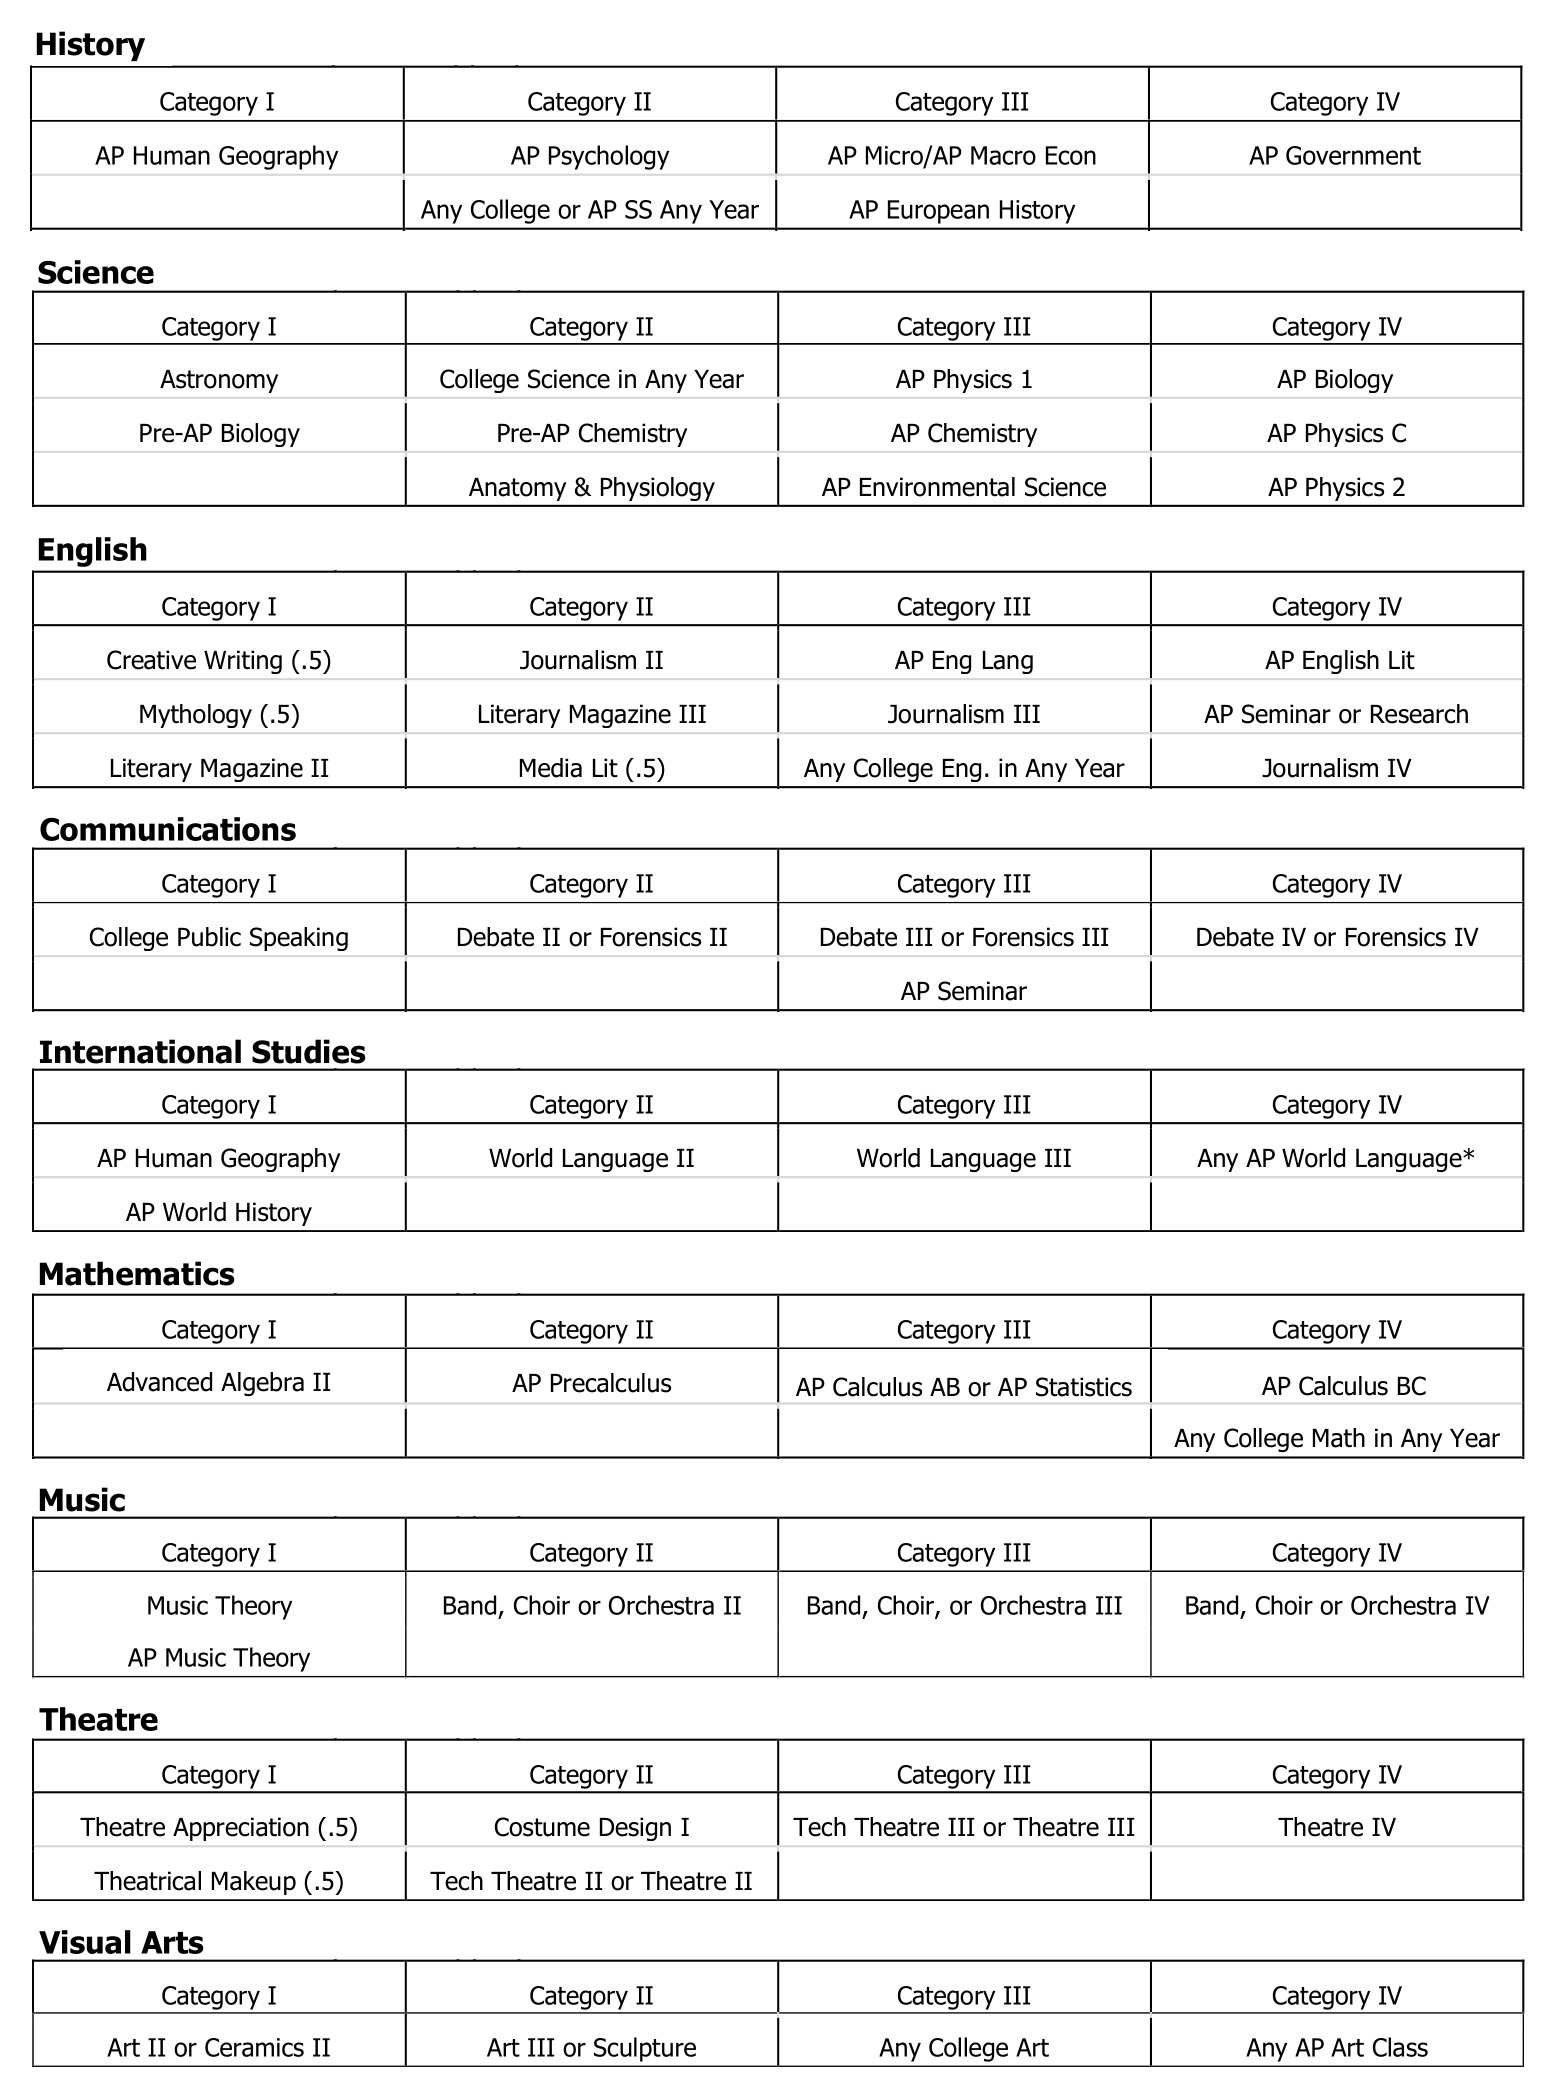 History
Category I Category II Category III Category IV
AP Human Geography AP Psychology AP Micro/AP Macro Econ AP Government
Any College or AP SS Any Year AP European History
Science
Category I Category II Category III Category IV
Astronomy College Science in Any Year AP Physics 1 AP Biology
Pre-AP Biology Pre-AP Chemistry AP Chemistry AP Physics C
Anatomy & Physiology AP Environmental Science AP Physics 2
English
Category I Category II Category III Category IV
Creative Writing (.5) Journalism II AP Eng Lang AP English Lit
Mythology (.5) Literary Magazine III Journalism III AP Seminar or Research
Literary Magazine II Media Lit (.5) Any College Eng. in Any Year Journalism IV
Communications
Category I Category II Category III Category IV
College Public Speaking Debate II or Forensics II Debate III or Forensics III Debate IV or Forensics IV
AP Seminar
International Studies
Category I Category II Category III Category IV
AP Human Geography World Language II World Language III Any AP World Language*
AP World History
Mathematics
Category I Category II Category III Category IV
Advanced Algebra II AP Precalculus AP Calculus AB or AP Statistics AP Calculus BC
Any College Math in Any Year
Music
Category I Category II Category III Category IV
Music Theory Band, Choir or Orchestra II Band, Choir, or Orchestra III Band, Choir or Orchestra IV
AP Music Theory
Theatre
Category I Category II Category III Category IV
Theatre Appreciation (.5) Costume Design I Tech Theatre III or Theatre III Theatre IV
Theatrical Makeup (.5) Tech Theatre II or Theatre II
Visual Arts
Category I Category II Category III Category IV
Art II or Ceramics II Art III or Sculpture Any College Art Any AP Art Class